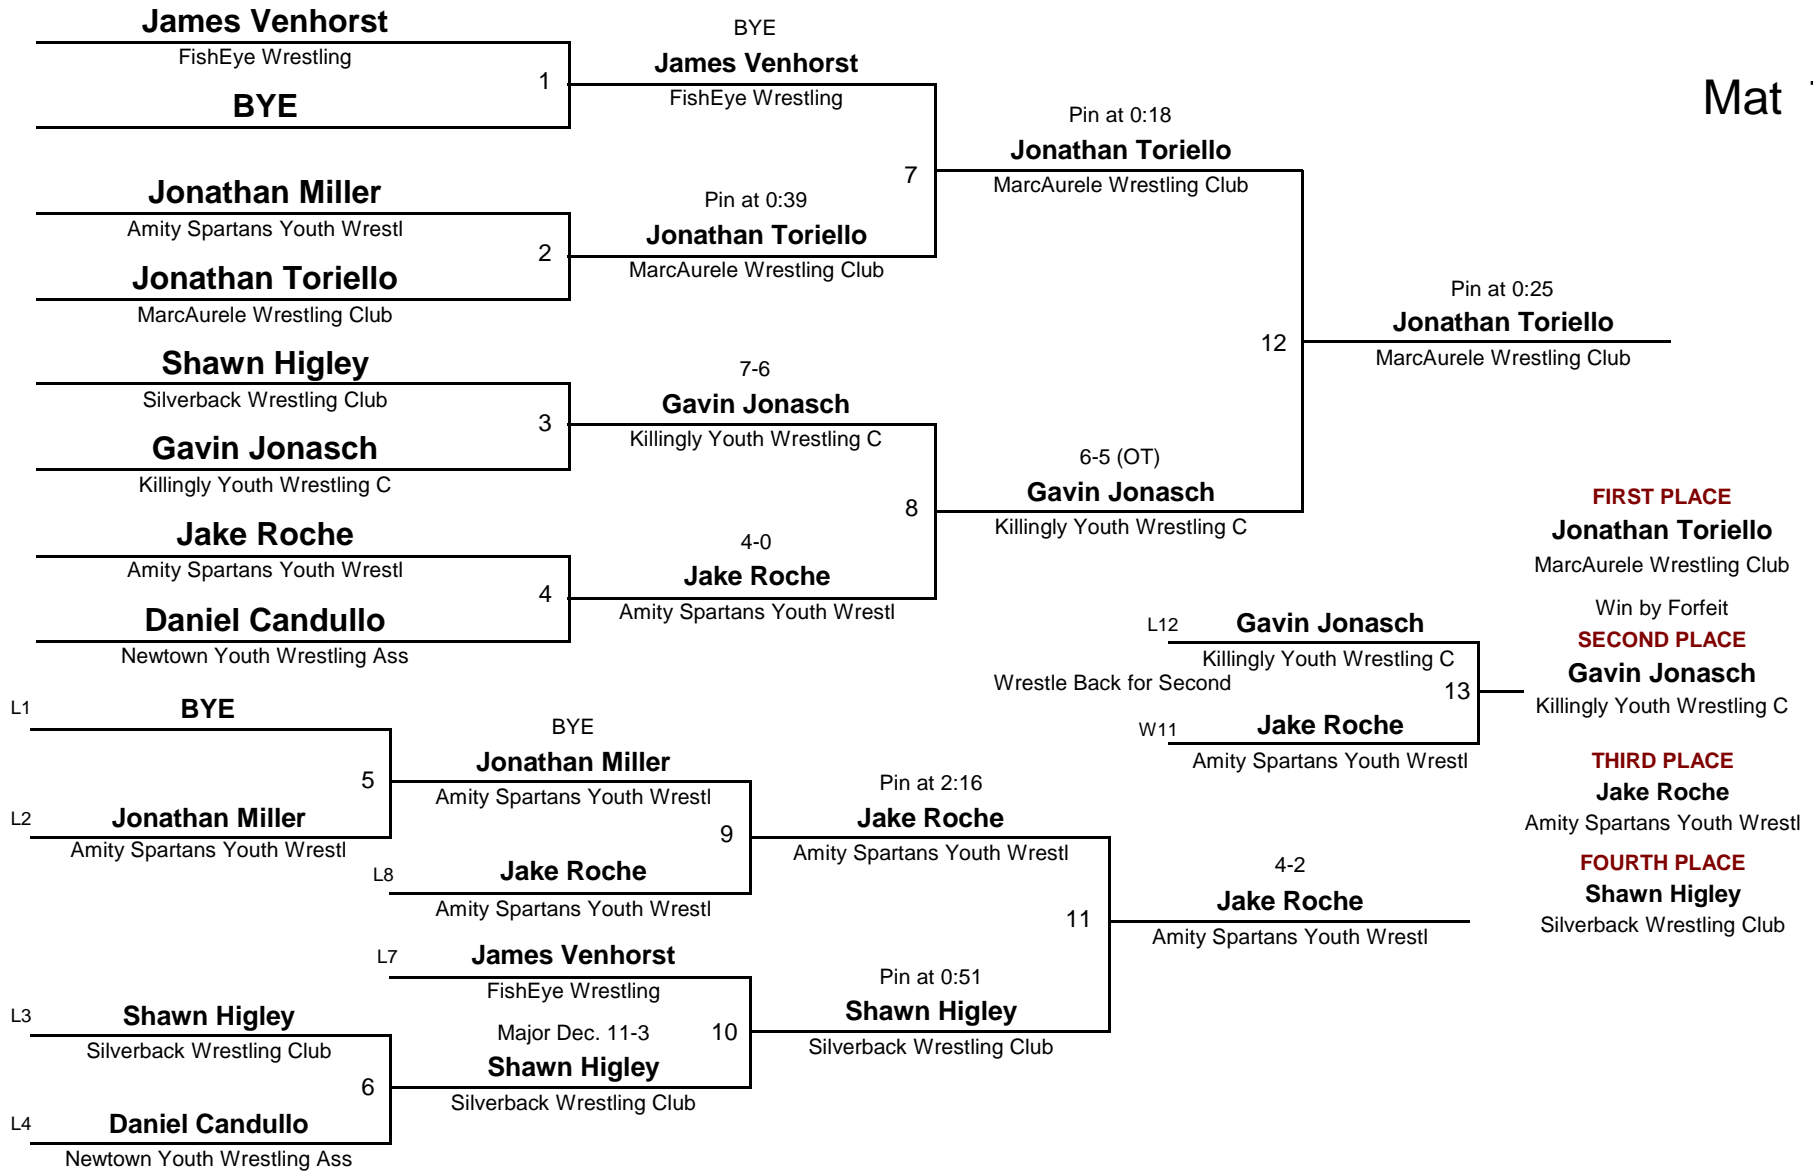 James Venhorst
FishEye Wrestling
1
BYE
Jonathan Miller
Amity Spartans Youth Wrestl
2
Jonathan Toriello
MarcAurele Wrestling Club
Shawn Higley
Silverback Wrestling Club
3
Gavin Jonasch
Killingly Youth Wrestling C
Jake Roche
Amity Spartans Youth Wrestl
4
Daniel Candullo
Newtown Youth Wrestling Ass
BYE
James Venhorst
FishEye Wrestling
7
Pin at 0:39
Jonathan Toriello
MarcAurele Wrestling Club
7-6
Gavin Jonasch
Killingly Youth Wrestling C
8
4-0
Jake Roche
Amity Spartans Youth Wrestl
Pin at 0:18
Jonathan Toriello
MarcAurele Wrestling Club
12
6-5 (OT)
Gavin Jonasch
Killingly Youth Wrestling C
Mat
Pin at 0:25
Jonathan Toriello
MarcAurele Wrestling Club
L1
BYE
5
L2
Jonathan Miller
Amity Spartans Youth Wrestl
L3
Shawn Higley
Silverback Wrestling Club
6
L4
Daniel Candullo
Newtown Youth Wrestling Ass
BYE
Jonathan Miller
Amity Spartans Youth Wrestl
9
L8
Jake Roche
Amity Spartans Youth Wrestl
L7
James Venhorst
FishEye Wrestling
10
Major Dec. 11-3
Shawn Higley
Silverback Wrestling Club
Pin at 2:16
Jake Roche
Amity Spartans Youth Wrestl
11
Pin at 0:51
Shawn Higley
Silverback Wrestling Club
4-2
Jake Roche
Amity Spartans Youth Wrestl
L12
Gavin Jonasch
Killingly Youth Wrestling C
Wrestle Back for Second
13
W11
Jake Roche
Amity Spartans Youth Wrestl
FIRST PLACE
Jonathan Toriello
MarcAurele Wrestling Club
Win by Forfeit
SECOND PLACE
Gavin Jonasch
Killingly Youth Wrestling C
THIRD PLACE
Jake Roche
Amity Spartans Youth Wrestl
FOURTH PLACE
Shawn Higley
Silverback Wrestling Club